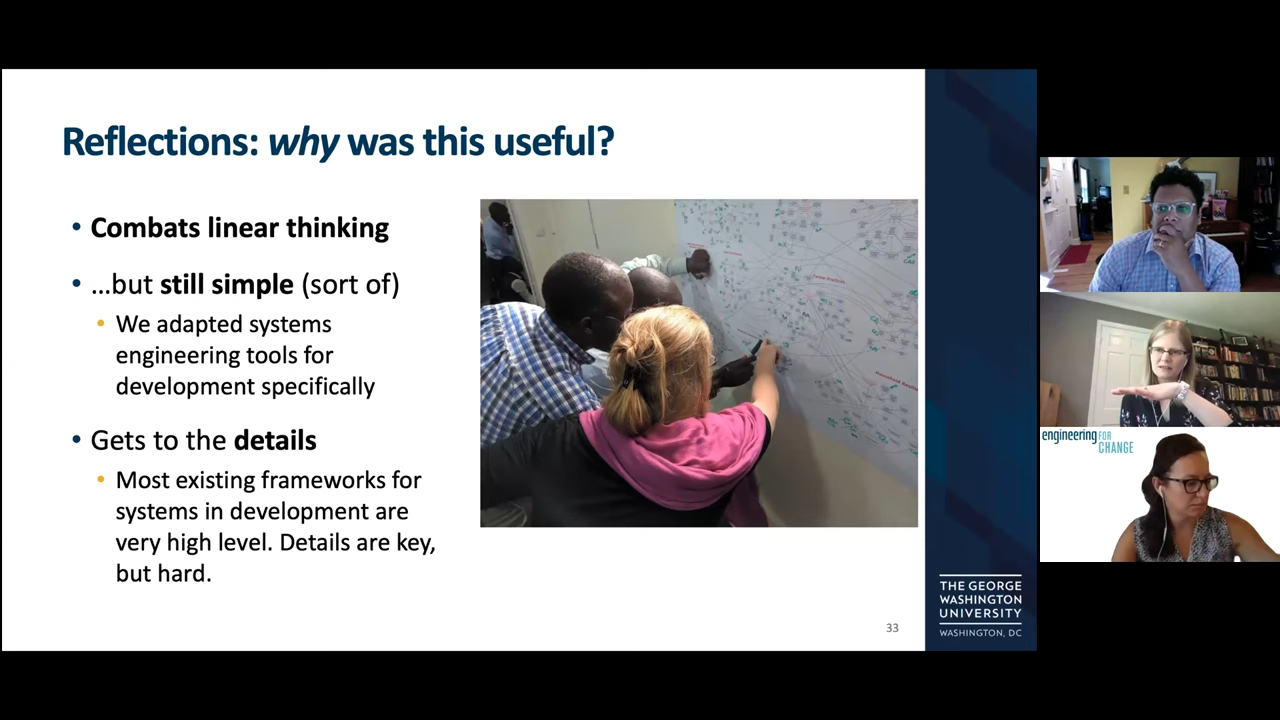 Reflections: why was this useful?
• Combats linear thinking
• ...but still simple (sort of)
• We adapted systems
engineering tools for
development specifically
• Gets to the details
• Most existing frameworks for
systems in development are
very high level. Details are key,
but hard.
33
THE GEORGE
WASHINGTON
UNIVERSITY
WASHINGTON, DC
engineering FOR
CHANGE